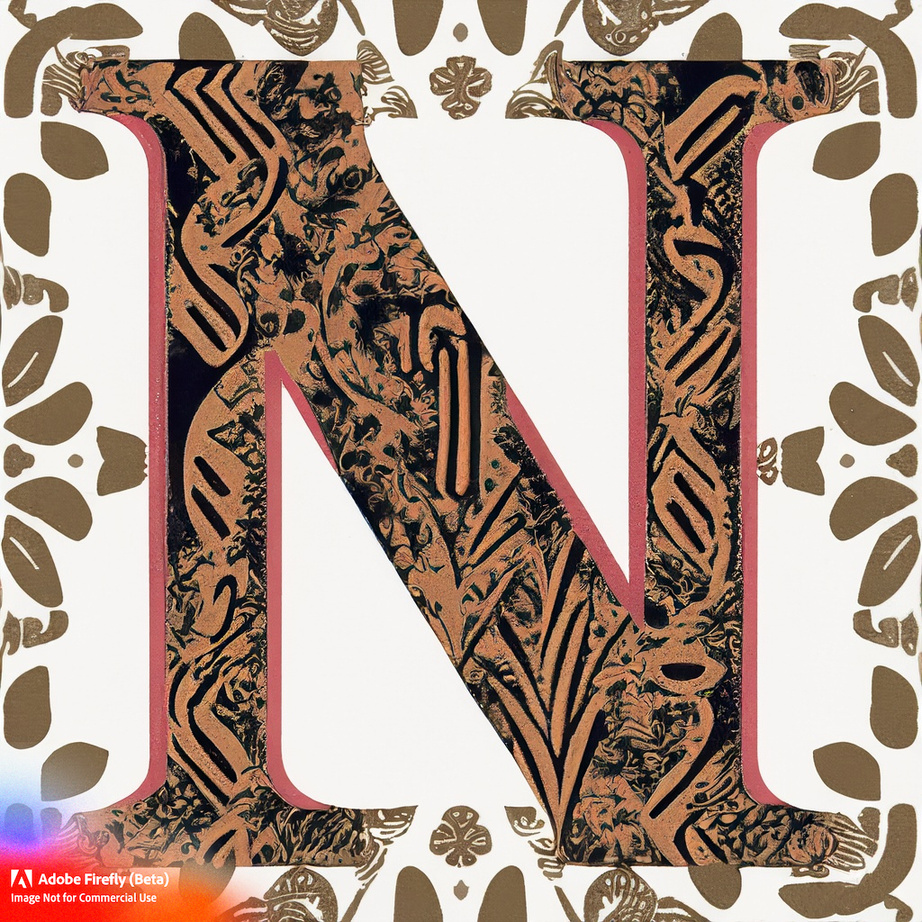 N
Adobe Firefly (Beta)
Image Not for Commercial Use